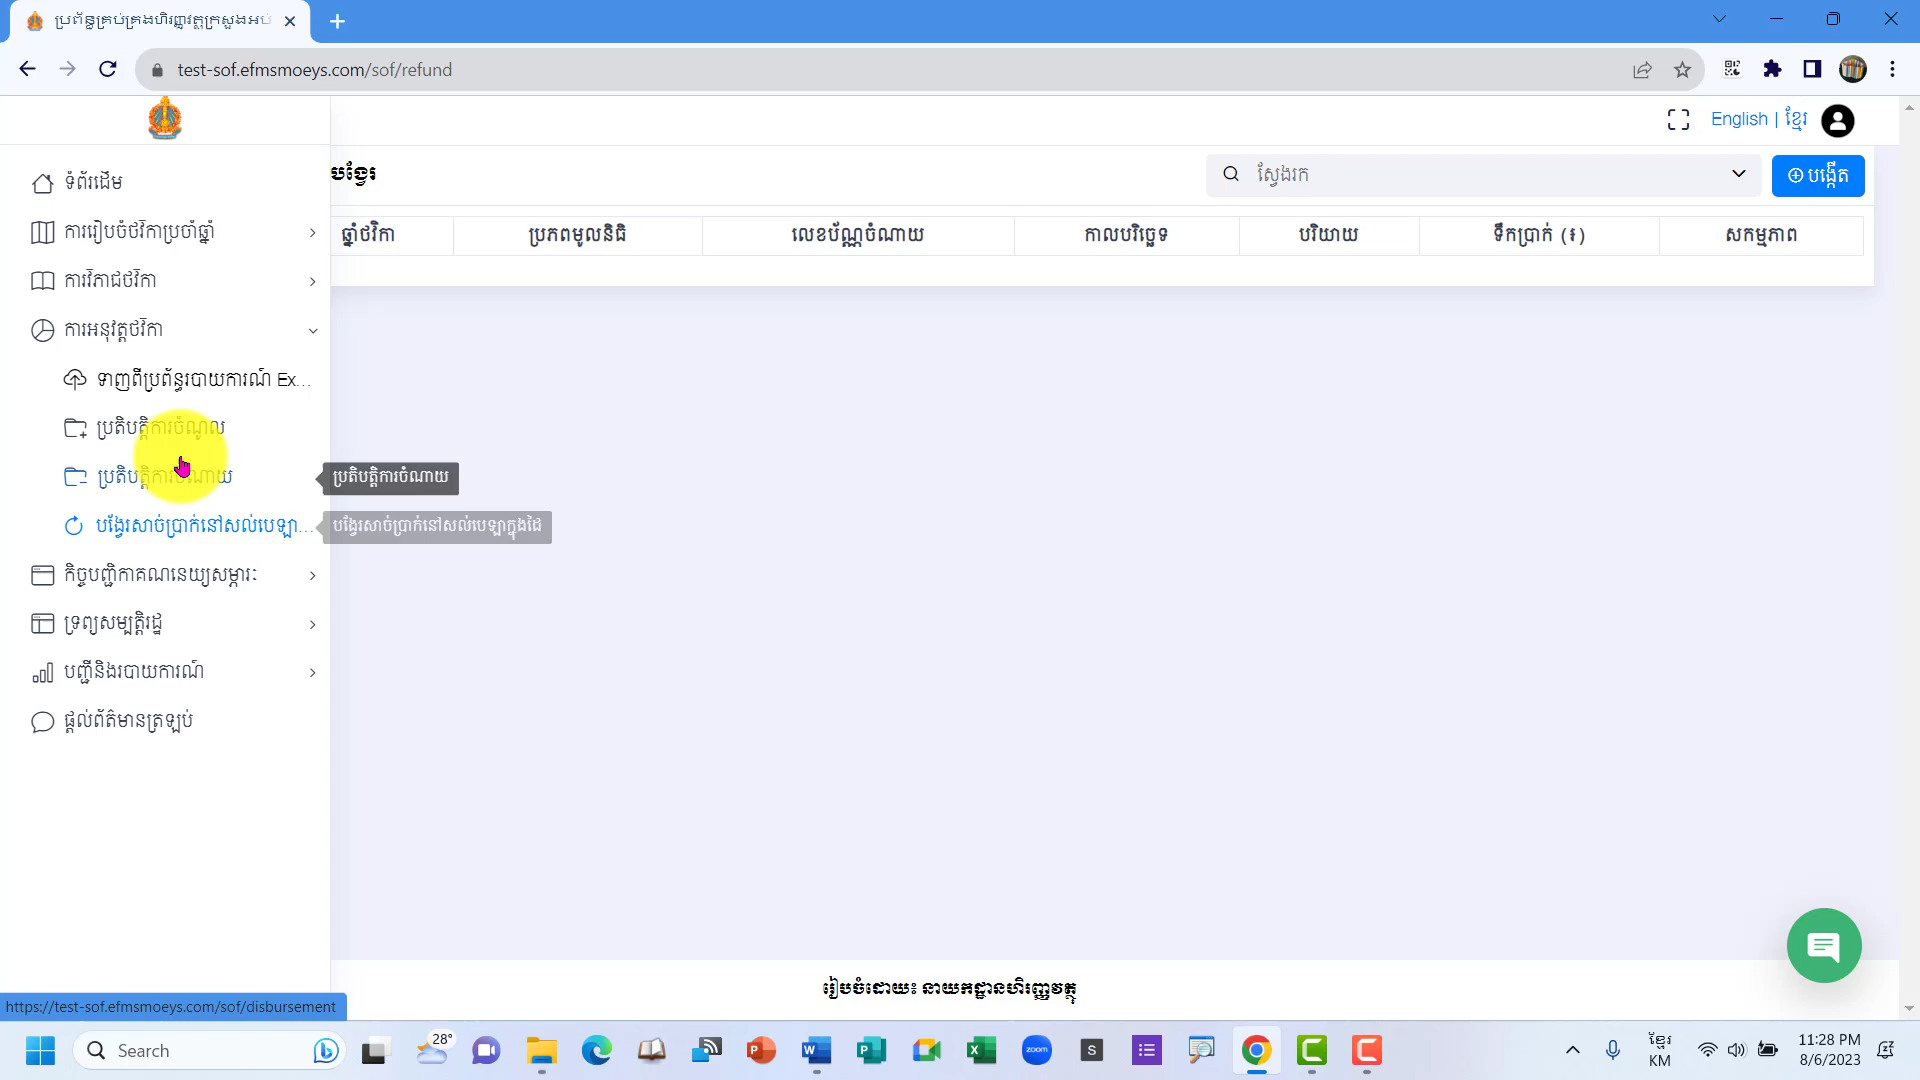 ប្រព័ន្ធគ្រប់គ្រងហិរញ្ញវត្ថុក្រសួងអប់
test-sof.efmsmoeys.com/sof/refund
English | ខ្មែរ
ទំព័រដើម
បង្វែរ
ស្វែងរក
បង្កើត
ការរៀបចំថវិកាប្រចាំឆ្នាំ
ឆ្នាំថវិកា
ប្រភពមូលនិធិ
លេខប័ណ្ណចំណាយ
កាលបរិច្ឆេទ
បរិយាយ
ទឹកប្រាក់ (៛)
សកម្មភាព
ការវិភាជថវិកា
ការអនុវត្តថវិកា
ទាញពីប្រព័ន្ធរបាយការណ៍ Ex...
ប្រតិបត្តិការចំណូល
ប្រតិបត្តិការចំណាយ
ប្រតិបត្តិការចំណាយ
បង្វែរសាច់ប្រាក់នៅសល់បេឡា...
បង្វែរសាច់ប្រាក់នៅសល់បេឡាក្នុងដៃ
កិច្ចបញ្ជិកាគណនេយ្យសម្ភារៈ
ទ្រព្យសម្បត្តិរដ្ឋ
បញ្ជីនិងរបាយការណ៍
ផ្ដល់ព័ត៌មានត្រឡប់
រៀបចំដោយ៖ នាយកដ្ឋានហិរញ្ញវត្ថុ
https://test-sof.efmsmoeys.com/sof/disbursement
Search
28°
zoom
S
ខ្មែរ
KM
11:28 PM
8/6/2023